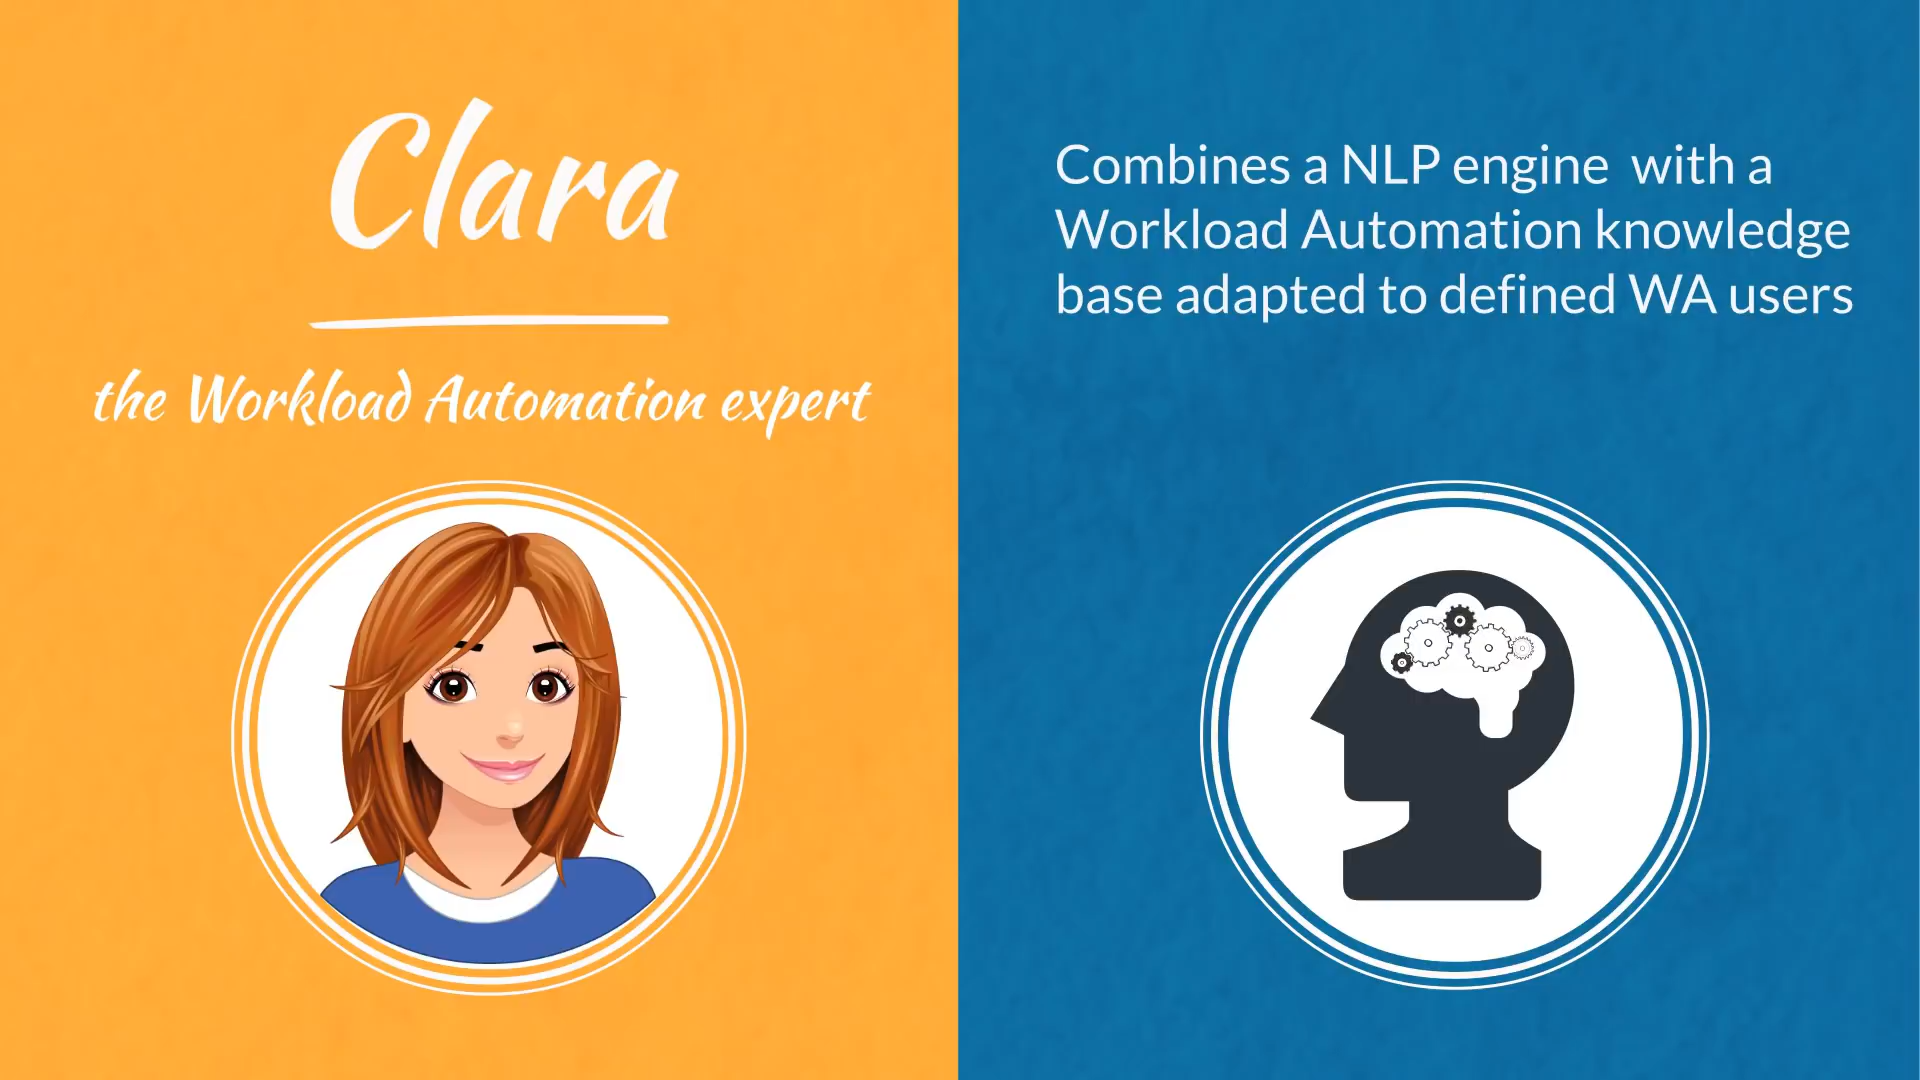 Clara
the Workload Automation expert
Combines a NLP engine with a
Workload Automation knowledge
base adapted to defined WA users